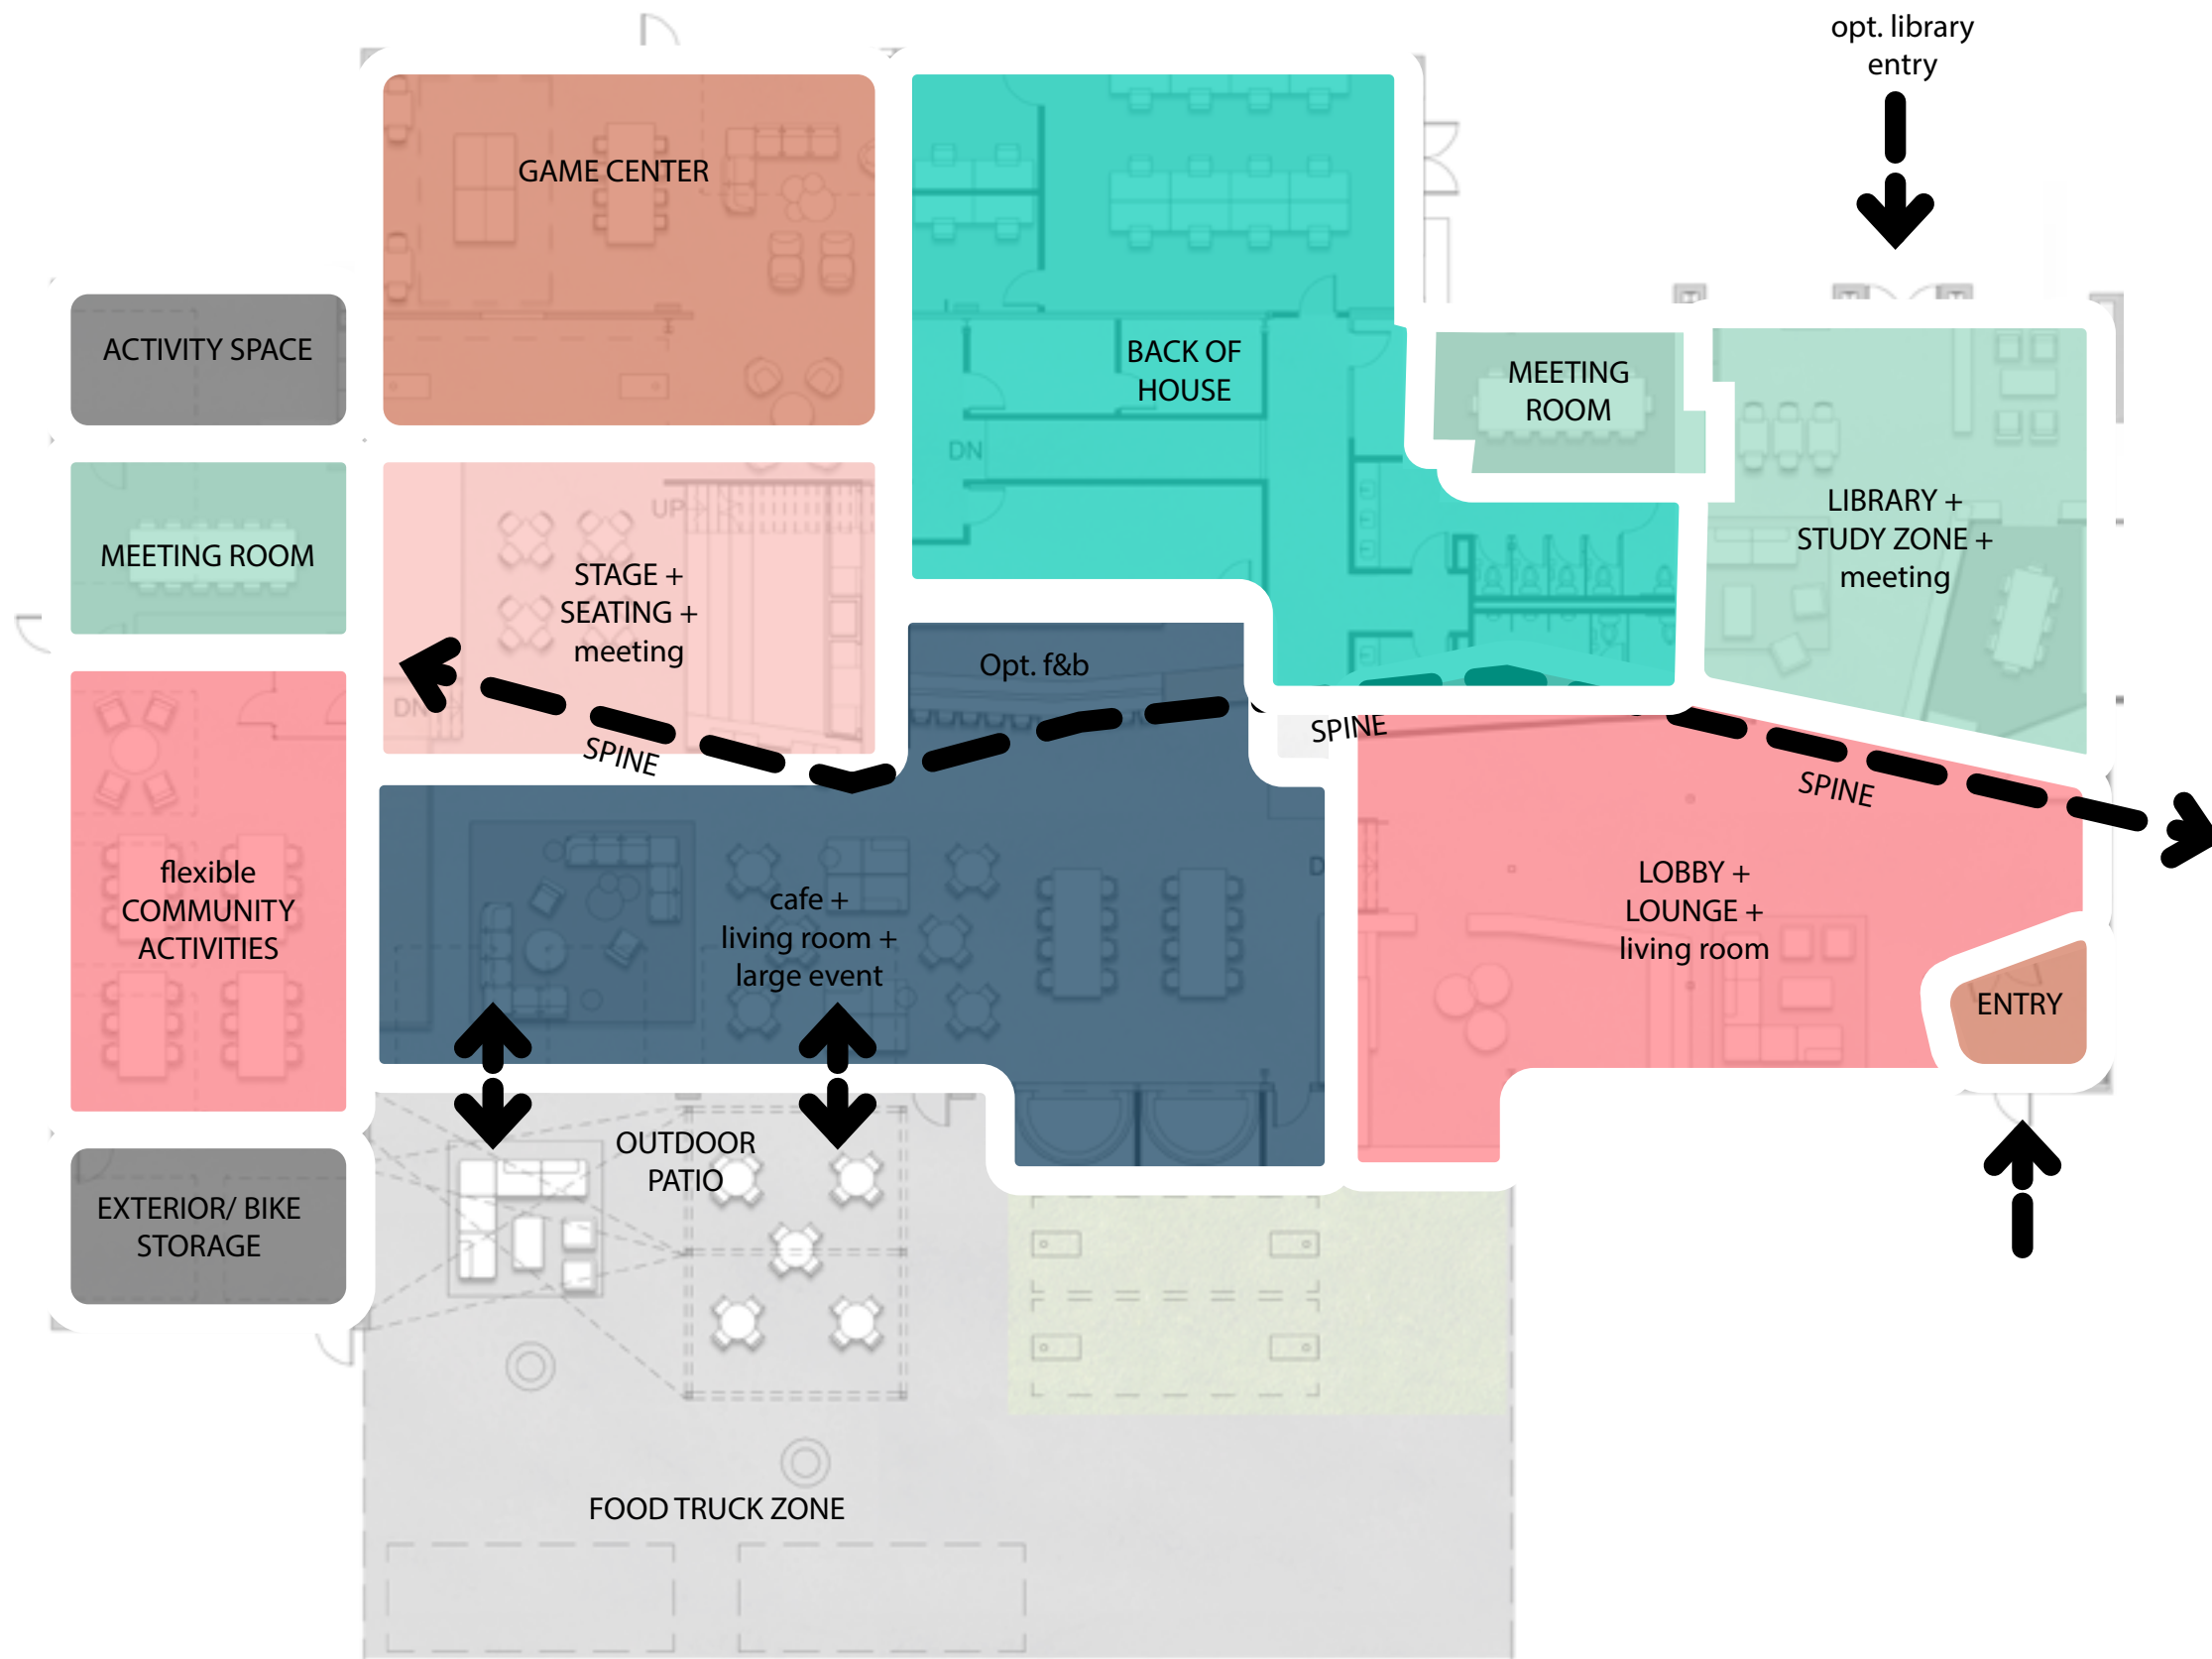 opt. library
entry
GAME CENTER
ACTIVITY SPACE
BACK OF
HOUSE
MEETING
ROOM
DN
UP
MEETING ROOM
STAGE +
SEATING +
meeting
LIBRARY +
STUDY ZONE +
meeting
Opt. f&b
DN
SPINE
SPINE
SPINE
flexible
COMMUNITY
ACTIVITIES
cafe +
living room +
large event
D
LOBBY +
LOUNGE +
living room
ENTRY
OUTDOOR
PATIO
EXTERIOR/ BIKE
STORAGE
FOOD TRUCK ZONE